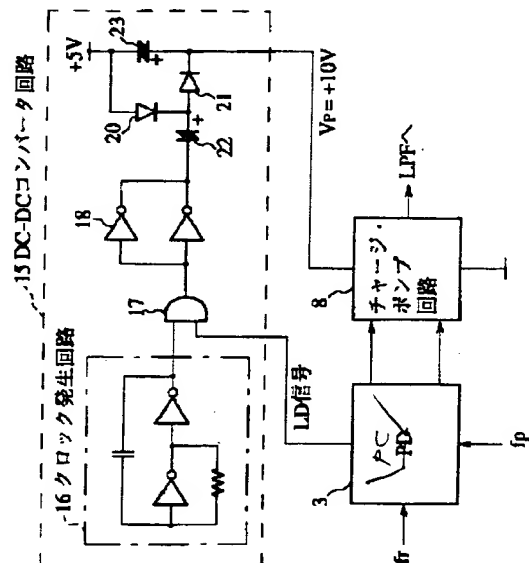 15 DC-DCコンバータ回路
16 クロック発生回路
+5V
23
+
20
21
22
+
18
17
VP=+10V
LD信号
LPFへ
8
チャージ・
ポンプ
回路
3
PC
PD
fr
fp